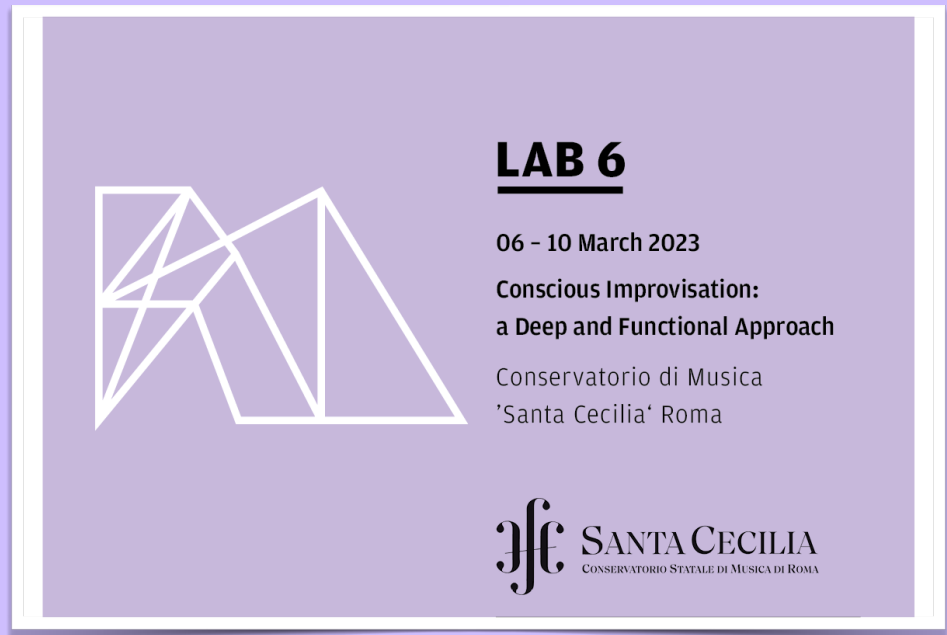 LAB 6
06 – 10 March 2023
Conscious Improvisation:
a Deep and Functional Approach
Conservatorio di Musica
’Santa Cecilia‘ Roma
SANTA CECILIA
CONSERVATORIO STATALE DI MUSICA DI ROMA